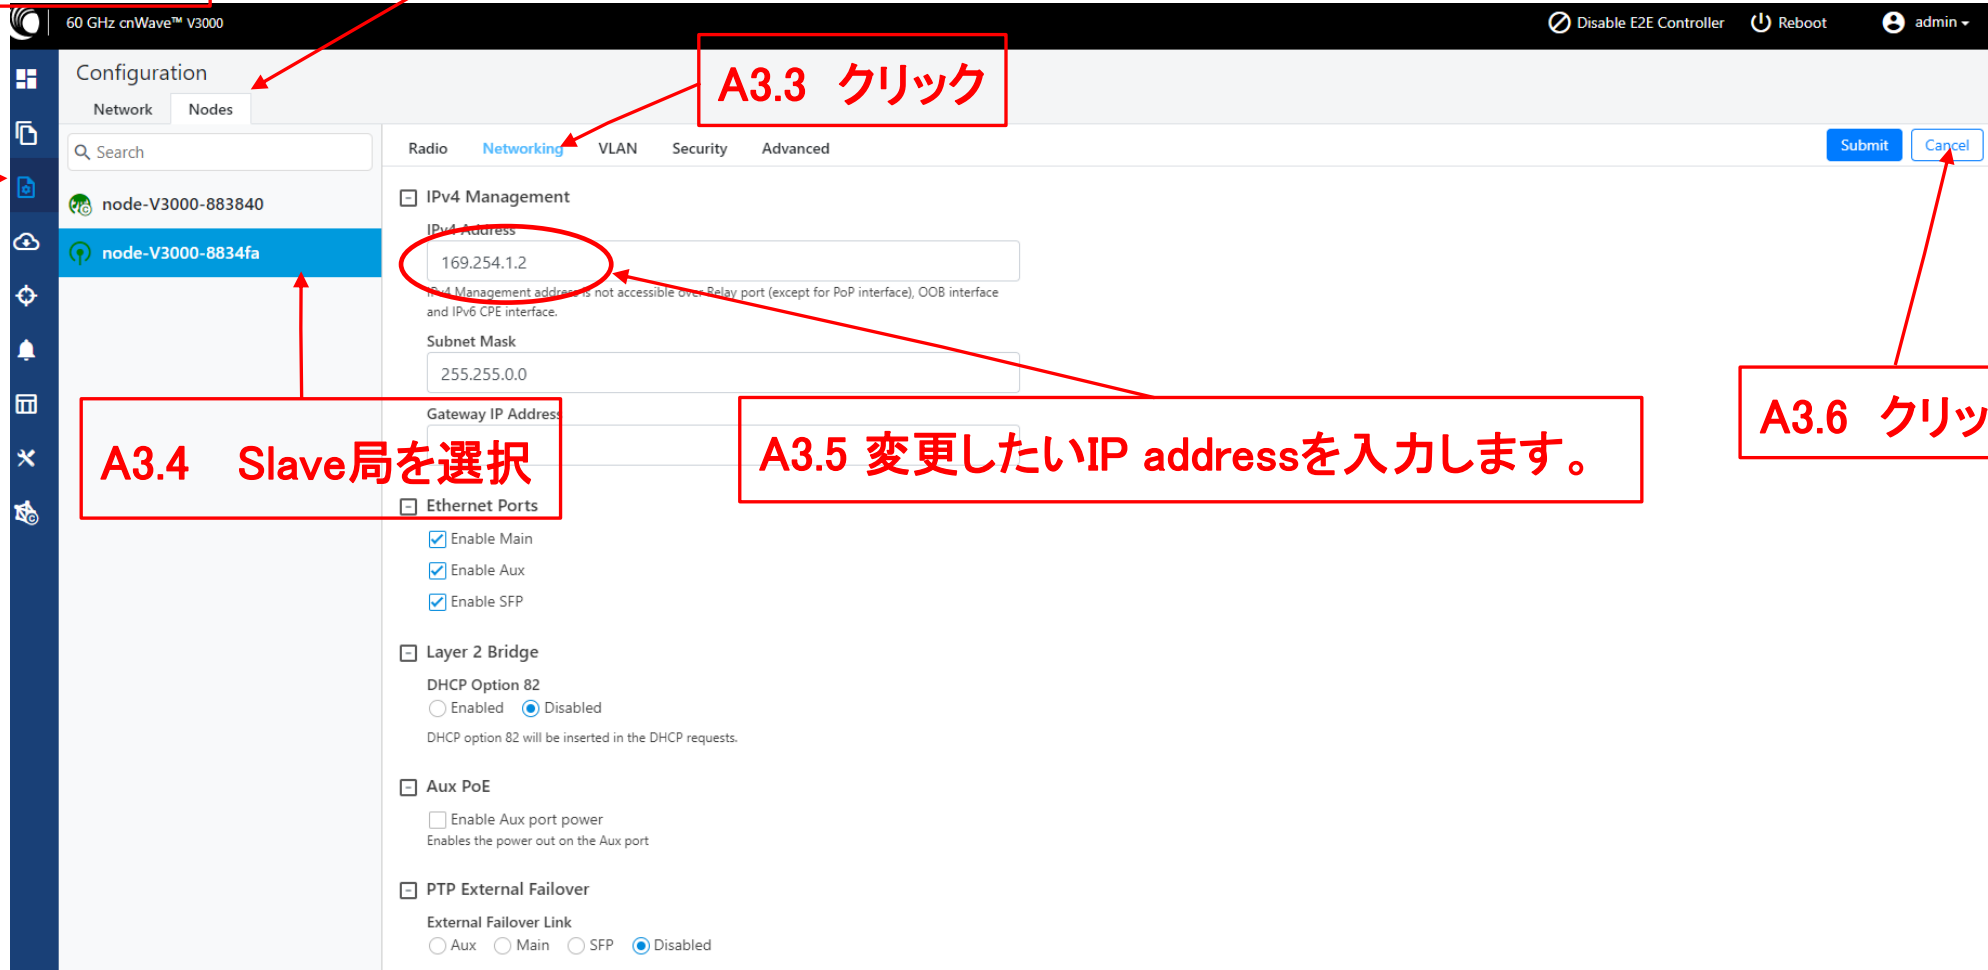 60 GHz cnWave™ V3000
Disable E2E Controller
Reboot
admin
Configuration
Network
Nodes
A3.3 クリック
Search
Radio
Networking
VLAN
Security
Advanced
Submit
Cancel
node-V3000-883840
node-V3000-8834fa
IPv4 Management
IPv4 Address
169.254.1.2
IPv4 Management address is not accessible over Relay port (except for PoP interface), OOB interface
and IPv6 CPE interface.
Subnet Mask
255.255.0.0
Gateway IP Address
A3.4 Slave局を選択
A3.5 変更したいIP addressを入力します。
A3.6 クリッ
Ethernet Ports
Enable Main
Enable Aux
Enable SFP
Layer 2 Bridge
DHCP Option 82
Enabled
Disabled
DHCP option 82 will be inserted in the DHCP requests.
Aux PoE
Enable Aux port power
Enables the power out on the Aux port
PTP External Failover
External Failover Link
Aux
Main
SFP
Disabled